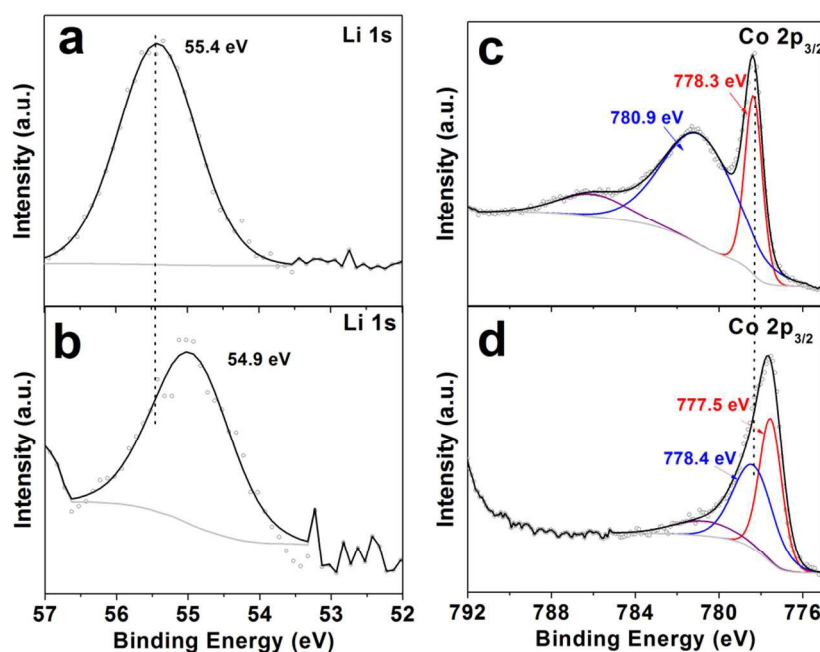 a
Li 1s
55.4 eV
Intensity (a.u.)
b
Li 1s
54.9 eV
Intensity (a.u.)
57 56 55 54 53 52
Binding Energy (eV)
c
Co 2p3/2
778.3 eV
780.9 eV
Intensity (a.u.)
d
Co 2p3/2
777.5 eV
778.4 eV
Intensity (a.u.)
792 788 784 780 776
Binding Energy (eV)